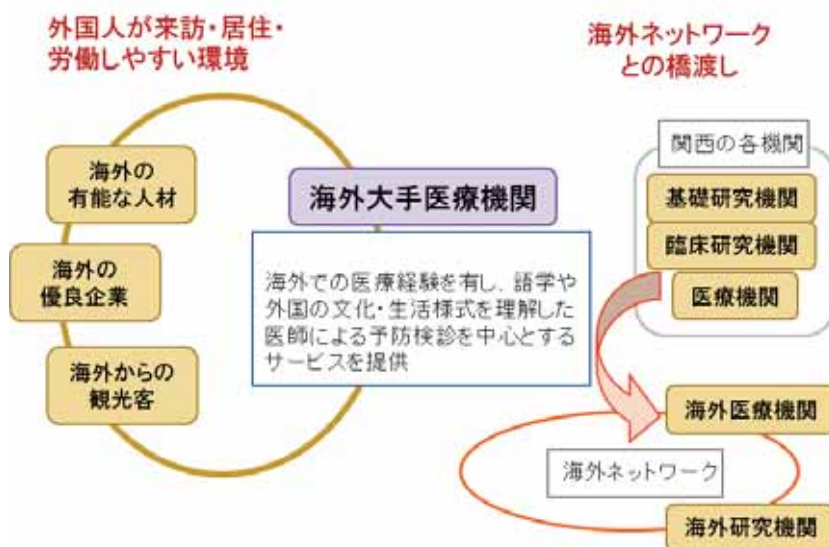 外国人が来訪・居住・
労働しやすい環境
海外の
有能な人材
海外の
優良企業
海外からの
観光客
海外大手医療機関
海外での医療経験を有し、語学や
外国の文化・生活様式を理解した
医師による予防検診を中心とする
サービスを提供
海外ネットワーク
との橋渡し
関西の各機関
基礎研究機関
臨床研究機関
医療機関
海外医療機関
海外ネットワーク
海外研究機関